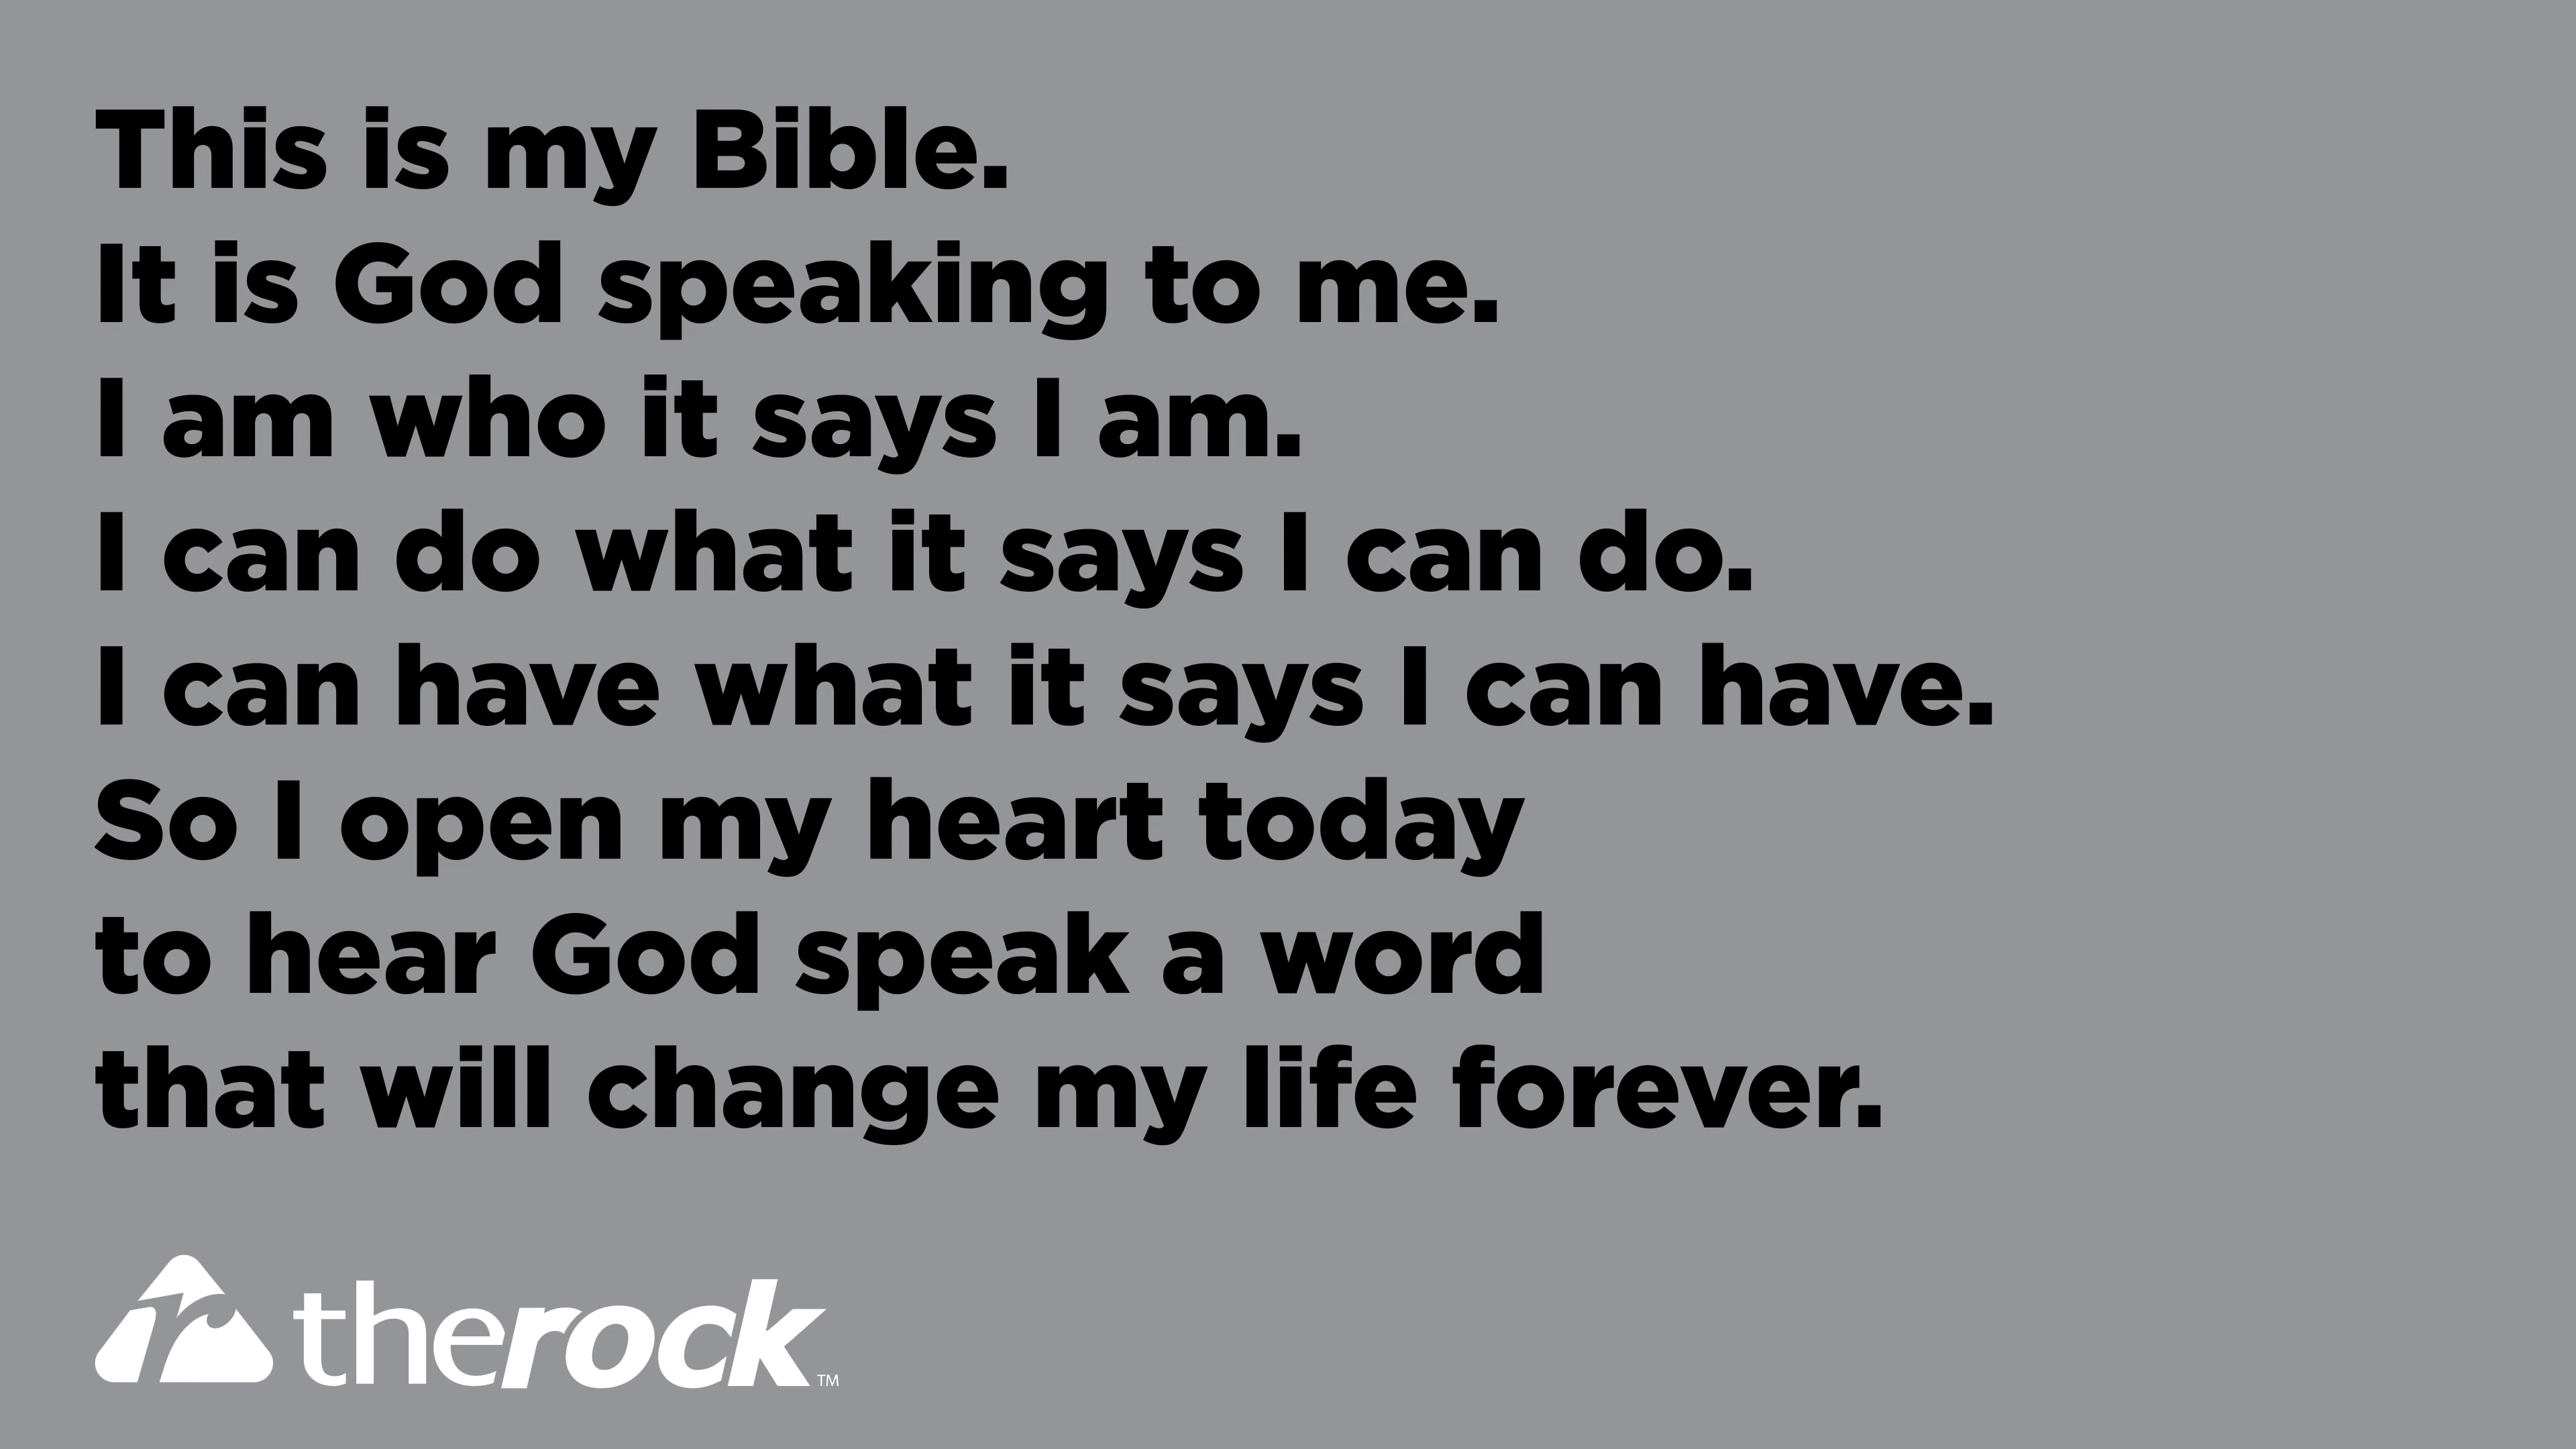 This is my Bible.
It is God speaking to me.
I am who it says I am.
I can do what it says I can do.
I can have what it says I can have.
So I open my heart today
to hear God speak a word
that will change my life forever.
therock™